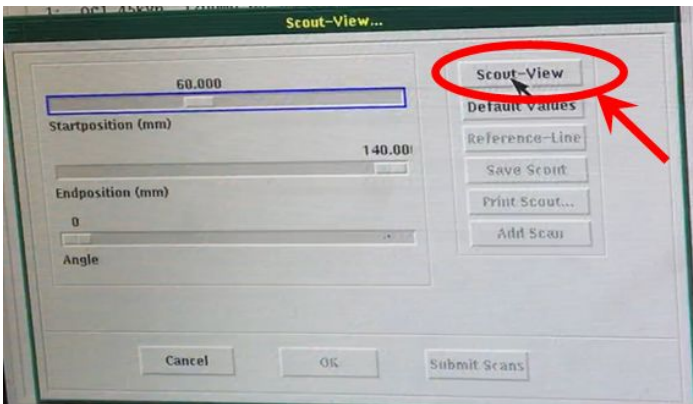 Scout-View...
60.000
Startposition (mm)
140.00
Endposition (mm)
0
Angle
Scout-View
Default Values
Reference-Line
Save Scout
Print Scout...
Add Scan
Cancel
OK
Submit Scans